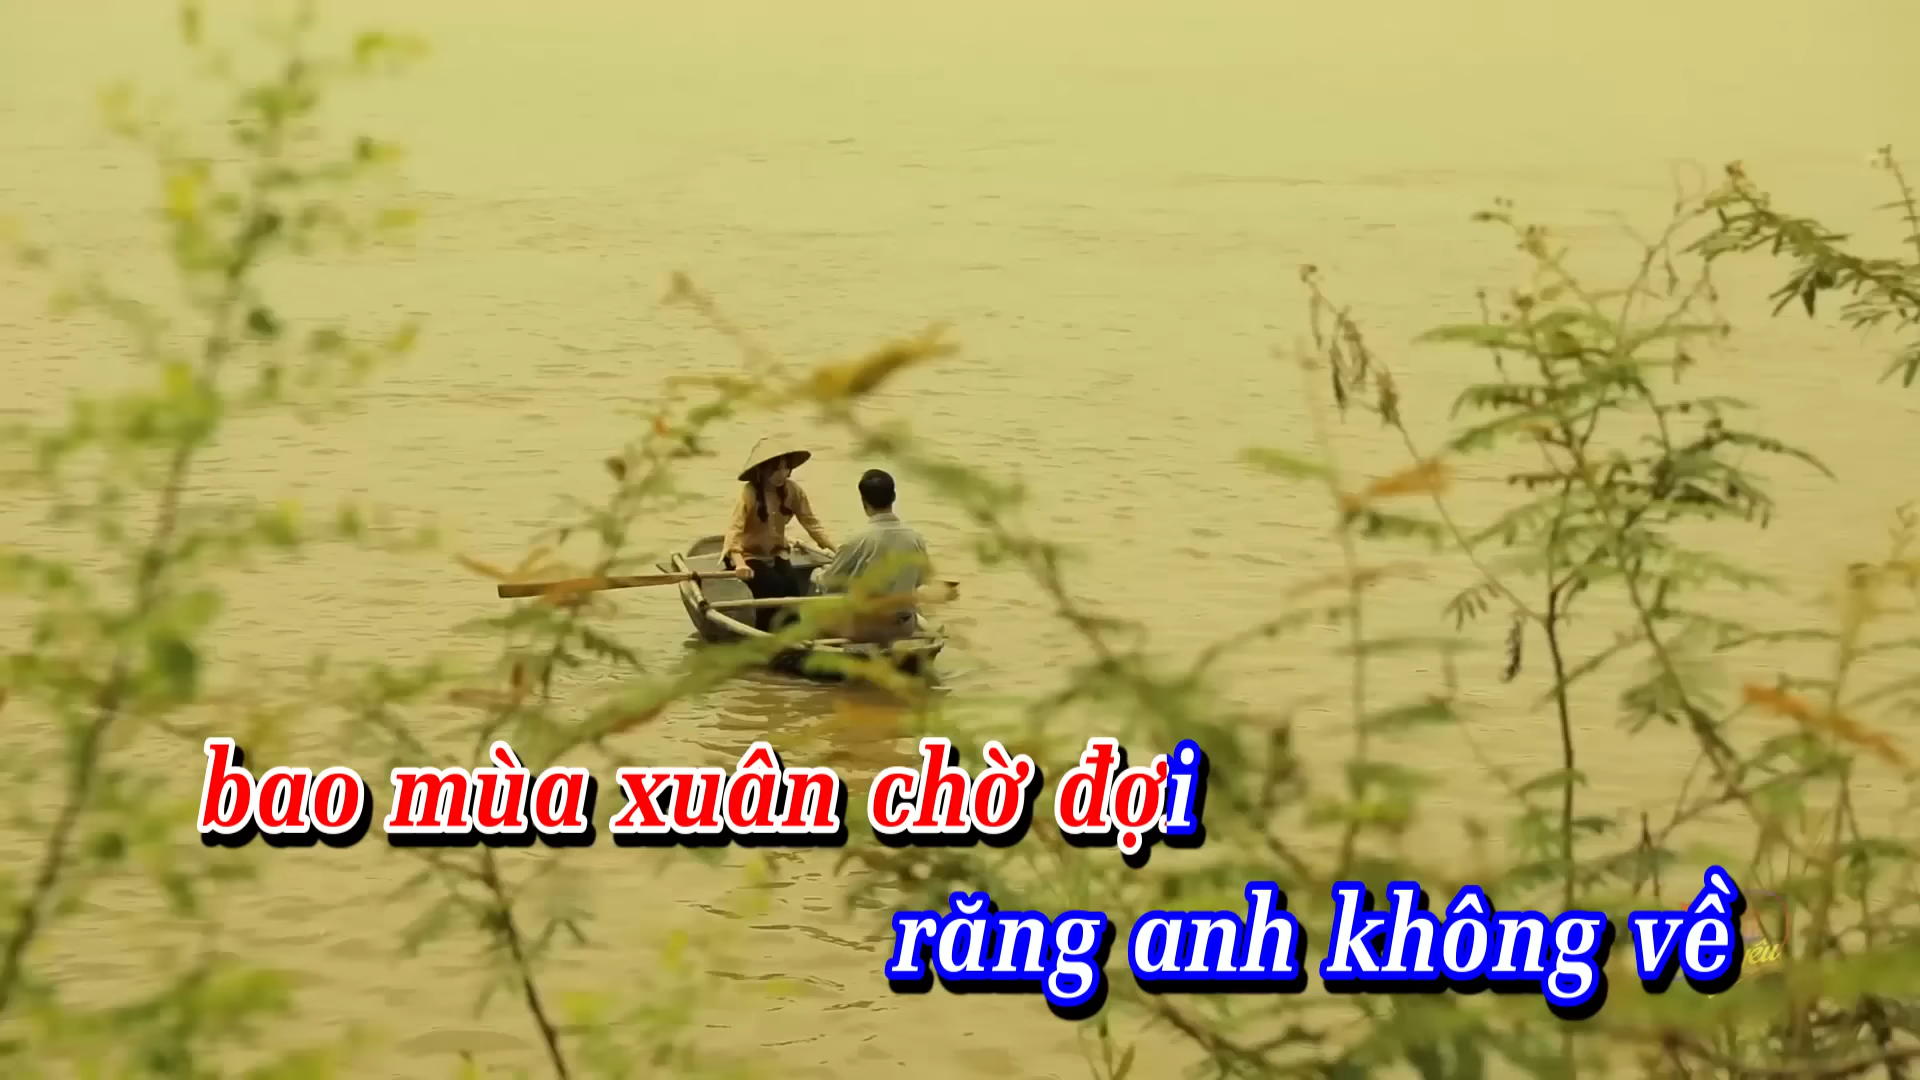 bao mùa xuân chờ đợi
răng anh không về